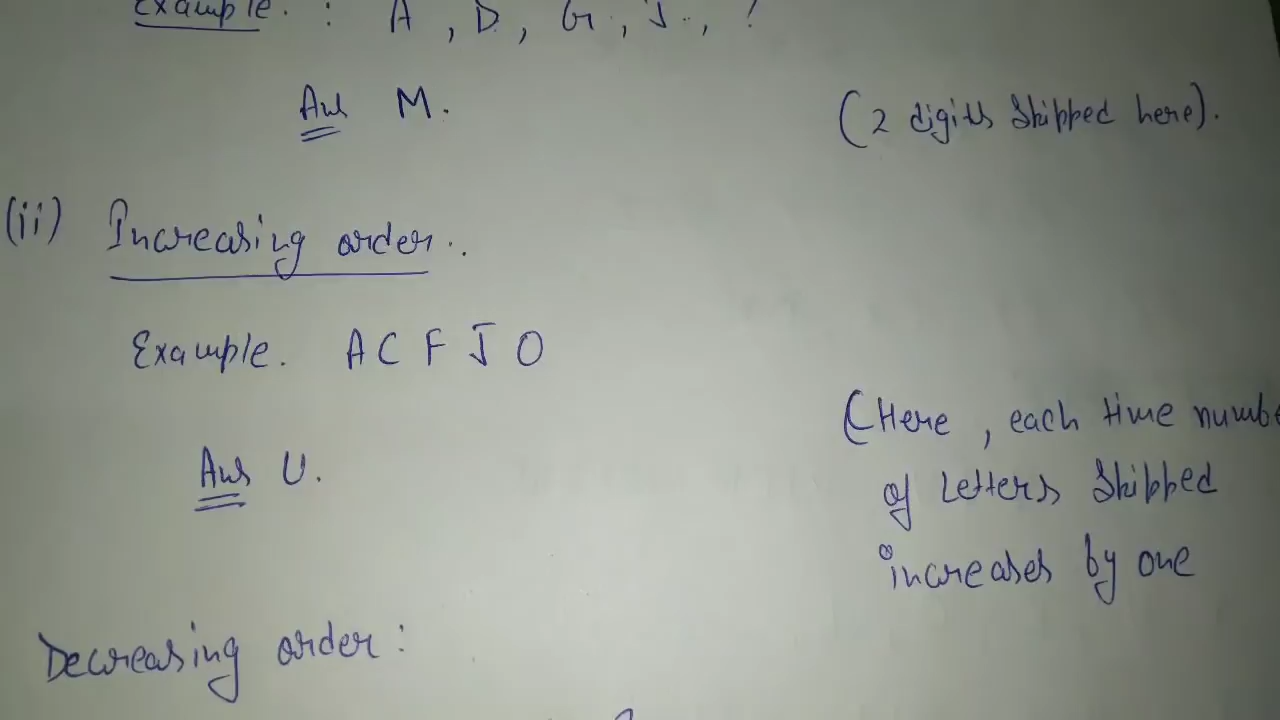 Example. : A , D , G , J , ?
Ans M.
(2 digits skipped here).
(ii) Increasing order.
Example. A C F J O
(Here , each time numbe
Ans U.
of Letters skipped
increases by one
Decreasing order :